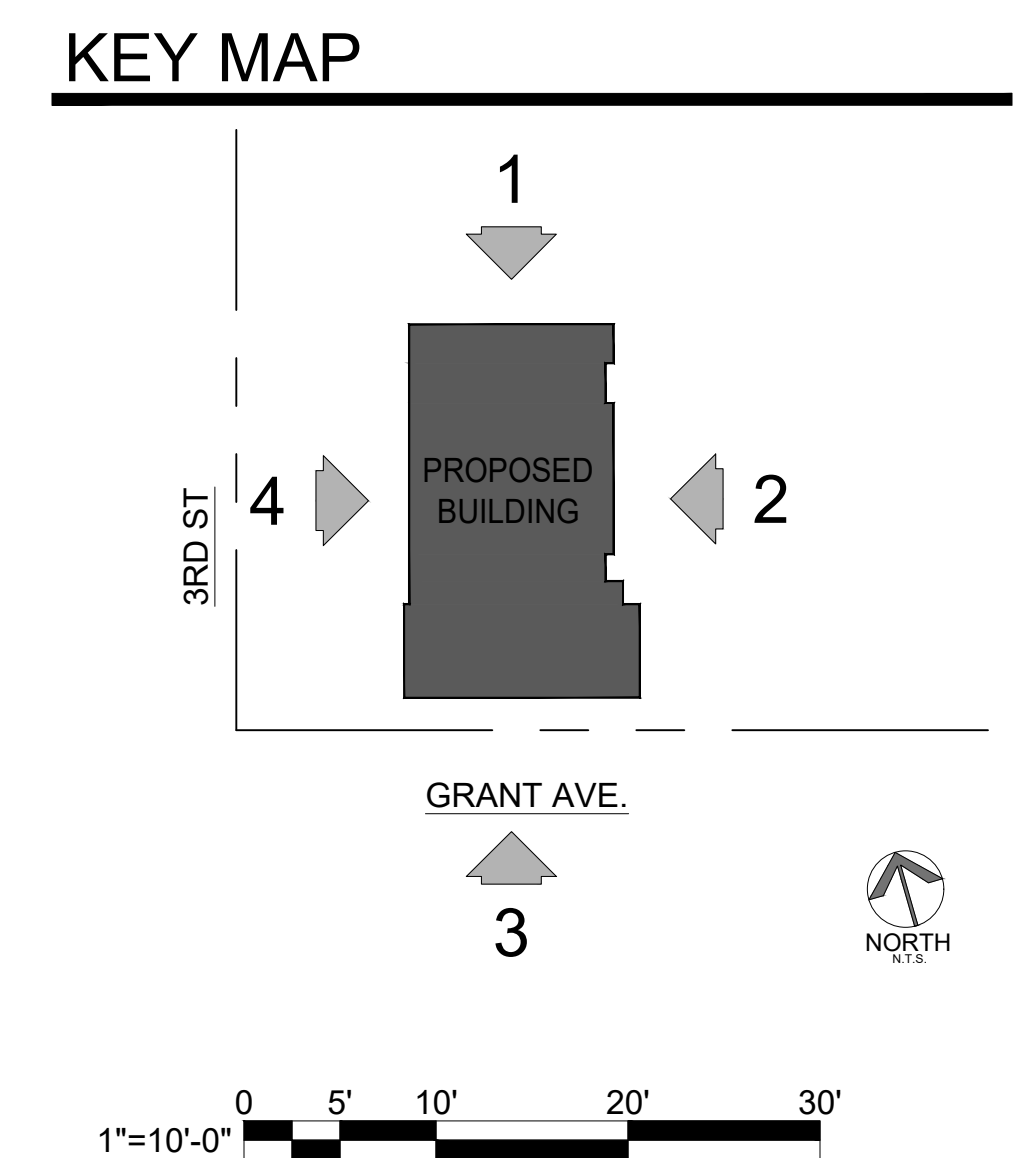 KEY MAP
1
PROPOSED
BUILDING
4
2
3RD ST
GRANT AVE.
3
NORTH
N.T.S.
0 5' 10' 20' 30'
1"=10'-0"